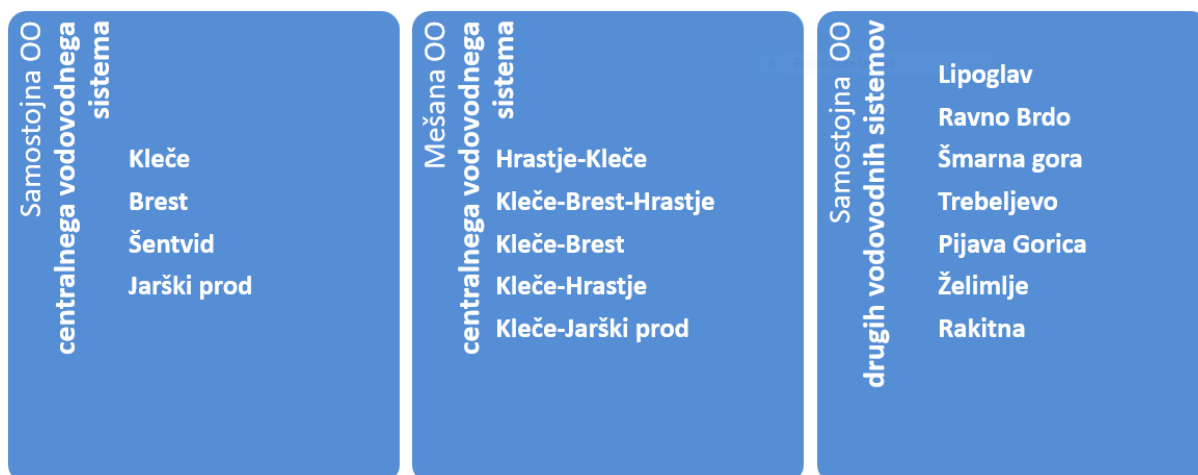 Samostojna OO
centralnega vodovodnega
sistema
Kleče
Brest
Šentvid
Jarški prod
Mešana OO
centralnega vodovodnega
sistema
Hrastje-Kleče
Kleče-Brest-Hrastje
Kleče-Brest
Kleče-Hrastje
Kleče-Jarški prod
Samostojna OO
drugih vodovodnih sistemov
Lipoglav
Ravno Brdo
Šmarna gora
Trebeljevo
Pijava Gorica
Želimlje
Rakitna